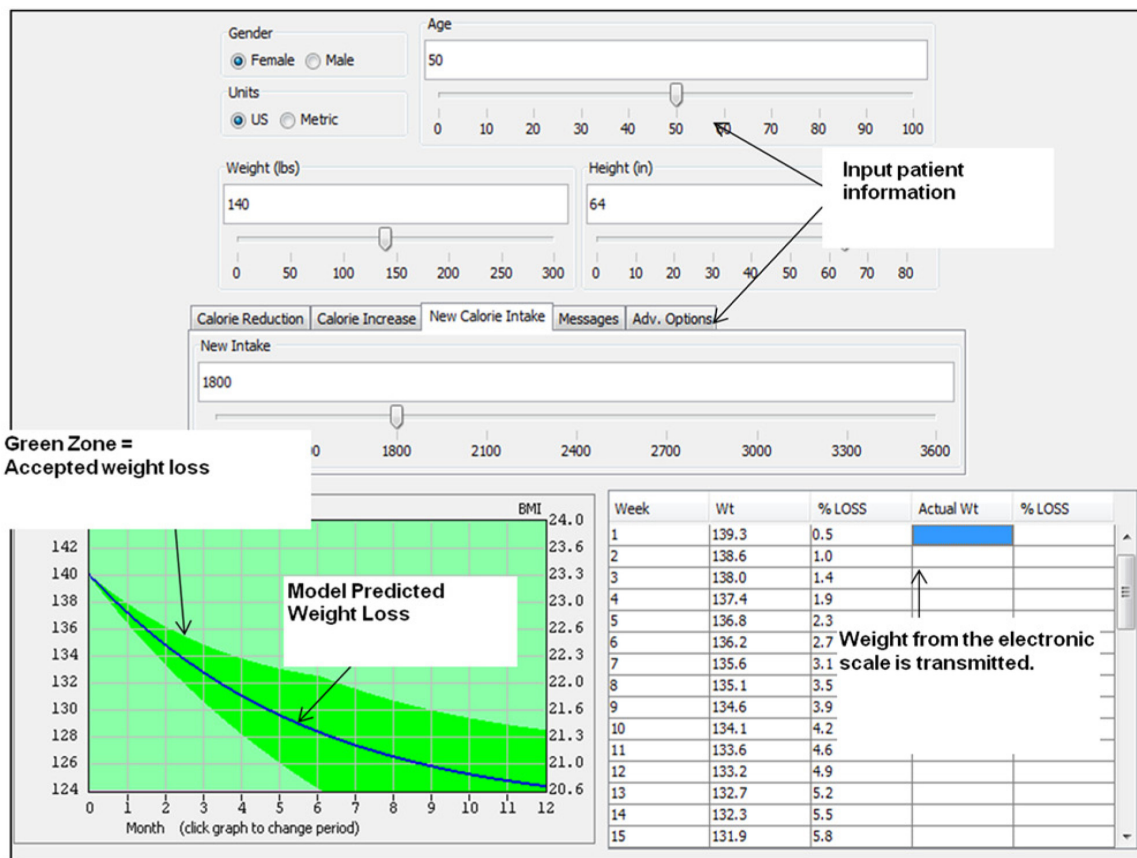 Gender
Female Male
Age
50
0 10 20 30 40 50 60 70 80 90 100
Units
US Metric
Input patient
information
Weight (lbs)
140
0 50 100 150 200 250 300
Height (in)
64
0 10 20 30 40 50 60 70 80
Calorie Reduction Calorie Increase New Calorie Intake Messages Adv. Options
New Intake
1800
1800 2100 2400 2700 3000 3300 3600
Green Zone =
Accepted weight loss
BMI
142
140
138
136
134
132
130
128
126
124
24.0
23.6
23.3
23.0
22.6
22.3
22.0
21.6
21.3
20.9
20.6
Model Predicted
Weight Loss
0 1 2 3 4 5 6 7 8 9 10 11 12
Month (click graph to change period)
Week Wt % LOSS Actual Wt % LOSS
1 139.3 0.5
2 138.6 1.0
3 138.0 1.4
4 137.4 1.9
5 136.8 2.3
6 136.2 2.7
7 135.6 3.1
8 135.1 3.5
9 134.6 3.9
10 134.1 4.2
11 133.6 4.6
12 133.2 4.9
13 132.7 5.2
14 132.3 5.5
15 131.9 5.8
Weight from the electronic
scale is transmitted.